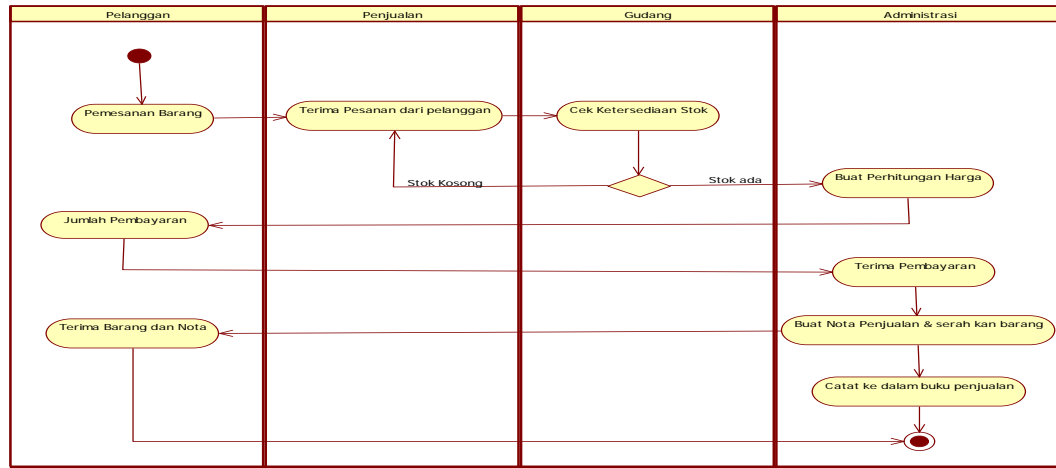 Pelanggan
Penjualan
Gudang
Administrasi
Pemesanan Barang
Terima Pesanan dari pelanggan
Cek Ketersediaan Stok
Stok Kosong
Stok ada
Buat Perhitungan Harga
Jumlah Pembayaran
Terima Pembayaran
Terima Barang dan Nota
Buat Nota Penjualan & serah kan barang
Catat ke dalam buku penjualan